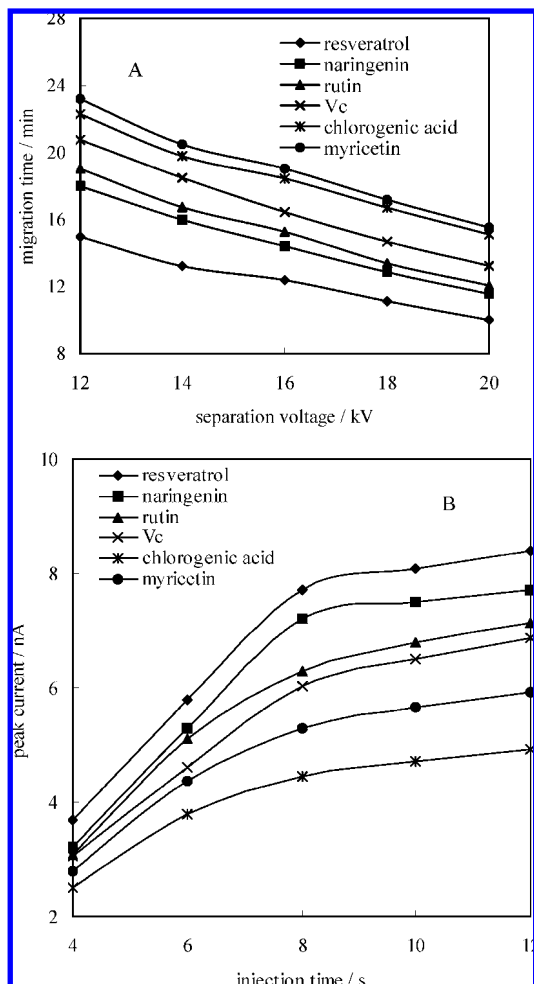 28
24
20
16
12
8
migration time / min
A
resveratrol
naringenin
rutin
Vc
chlorogenic acid
myricetin
12 14 16 18 20
separation voltage / kV
10
8
6
4
2
peak current / nA
resveratrol
naringenin
rutin
Vc
chlorogenic acid
myricetin
B
4 6 8 10 12
injection time / s